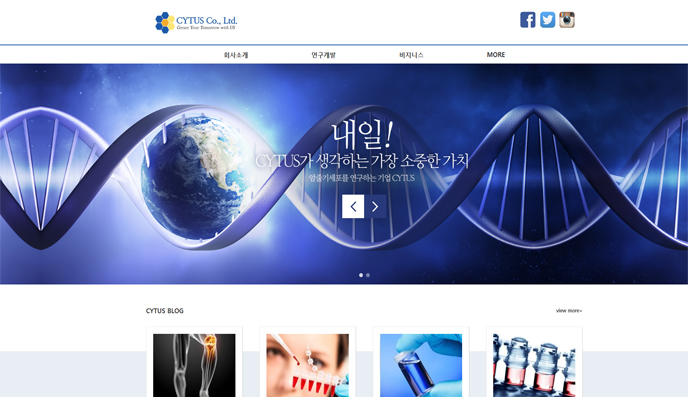 CYTUS Co., Ltd.
Greater Your Tomorrow with US
회사소개
연구개발
비지니스
MORE
내일!
CYTUS가 생각하는 가장 소중한 가치
암줄기세포를 연구하는 기업 CYTUS
CYTUS BLOG
view more+